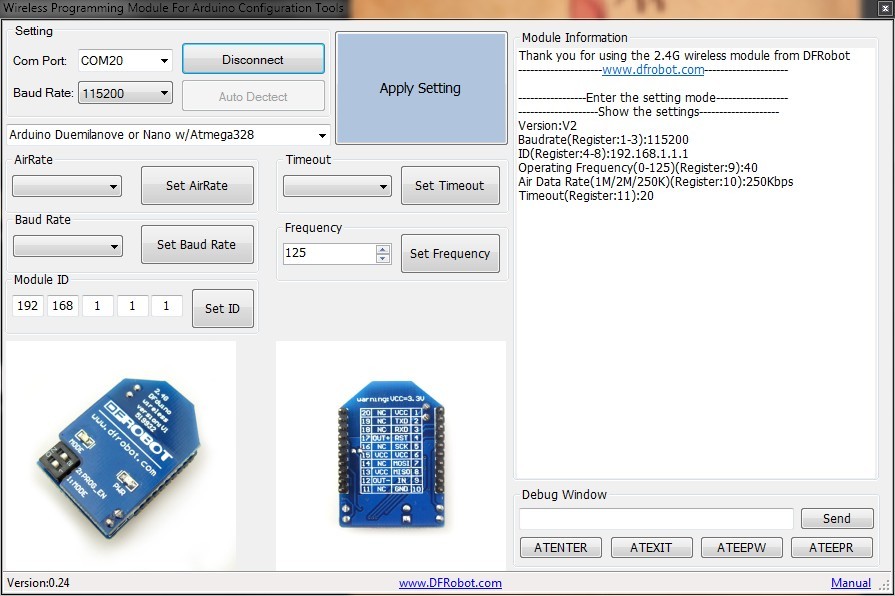 Wireless Programming Module For Arduino Configuration Tools
Setting
Com Port: COM20 Disconnect
Baud Rate: 115200 Auto Dectect
Apply Setting
Arduino Duemilanove or Nano w/Atmega328
AirRate
Set AirRate
Timeout
Set Timeout
Baud Rate
Set Baud Rate
Frequency
125 Set Frequency
Module ID
192 168 1 1 1 Set ID
Module Information
Thank you for using the 2.4G wireless module from DFRobot
---------------------www.dfrobot.com---------------------
-----------------Enter the setting mode------------------
--------------------Show the settings--------------------
Version:V2
Baudrate(Register:1-3):115200
ID(Register:4-8):192.168.1.1.1
Operating Frequency(0-125)(Register:9):40
Air Data Rate(1M/2M/250K)(Register:10):250Kbps
Timeout(Register:11):20
2.4G
DFRduino
wireless
DFROBOT
www.dfrobot.com
MODE
2:PROG_EN
1:MODE
PWR
warning:VCC=3.3V
20 NC VCC 1
19 NC TXD 2
18 NC RXD 3
17 OUT+ RST 4
16 NC SCK 5
15 VCC VCC 6
14 NC MOSI 7
13 VCC MISO 8
12 OUT- IN 9
11 NC GND 10
Debug Window
Send
ATENTER ATEXIT ATEEPW ATEEPR
Version:0.24 www.DFRobot.com Manual